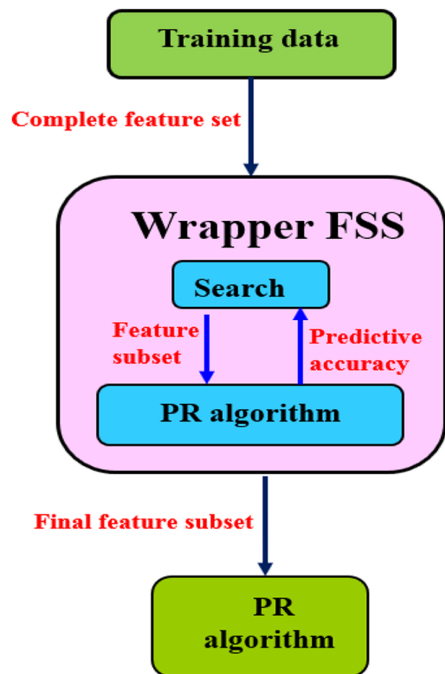 Training data
Complete feature set
Wrapper FSS
Search
Feature
subset
Predictive
accuracy
PR algorithm
Final feature subset
PR
algorithm